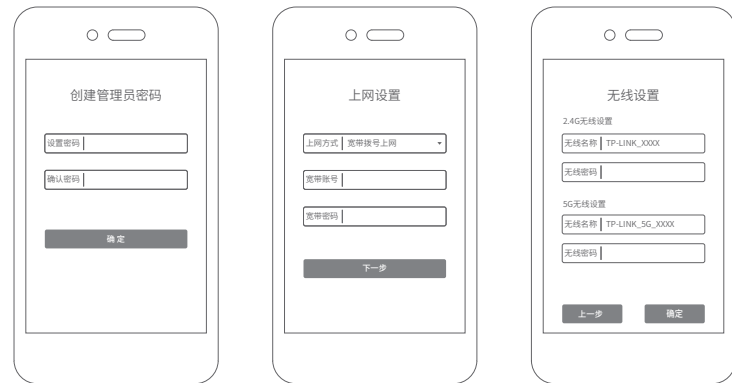 创建管理员密码
设置密码
确认密码
确 定
上网设置
上网方式 宽带拨号上网
宽带账号
宽带密码
下一步
无线设置
2.4G无线设置
无线名称 TP-LINK_XXXX
无线密码
5G无线设置
无线名称 TP-LINK_5G_XXXX
无线密码
上一步 确定